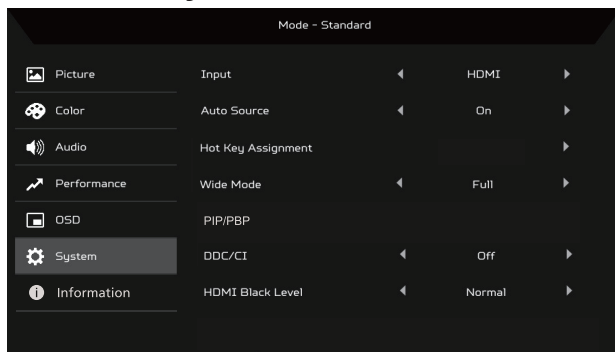 Mode - Standard
Picture
Input HDMI
Color
Auto Source On
Audio
Hot Key Assignment
Performance
Wide Mode Full
OSD
PIP/PBP
System
DDC/CI Off
Information
HDMI Black Level Normal